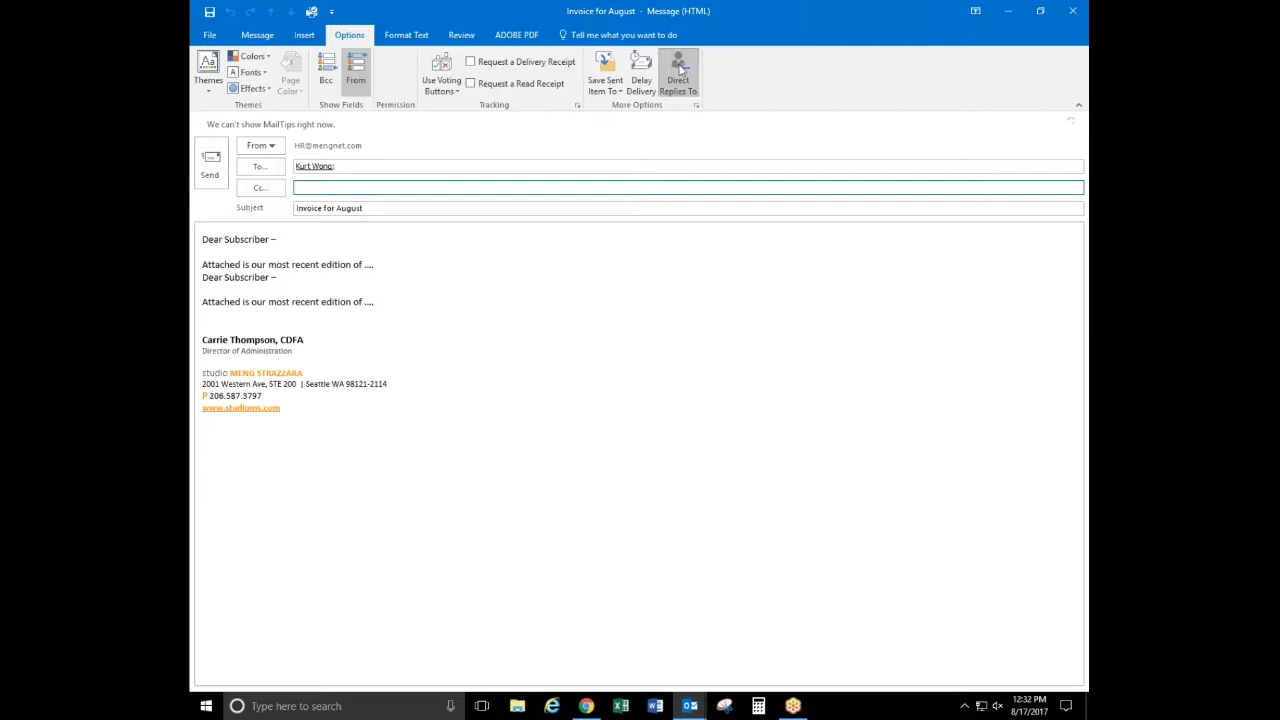 Invoice for August - Message (HTML)
File Message Insert Options Format Text Review ADOBE PDF Tell me what you want to do
Themes
Colors
Fonts
Effects
Page Color
Bcc
From
Use Voting Buttons
Request a Delivery Receipt
Request a Read Receipt
Save Sent Item To
Delay Delivery
Direct Replies To
Themes Show Fields Permission Tracking More Options
We can't show MailTips right now.
Send
From HR@mengnet.com
To... Kurt Wong;
Cc...
Subject Invoice for August
Dear Subscriber –
Attached is our most recent edition of ....
Dear Subscriber –
Attached is our most recent edition of ....
Carrie Thompson, CDFA
Director of Administration
studio MENG STRAZZARA
2001 Western Ave, STE 200 | Seattle WA 98121-2114
P 206.587.3797
www.studioms.com
Type here to search
12:32 PM
8/17/2017